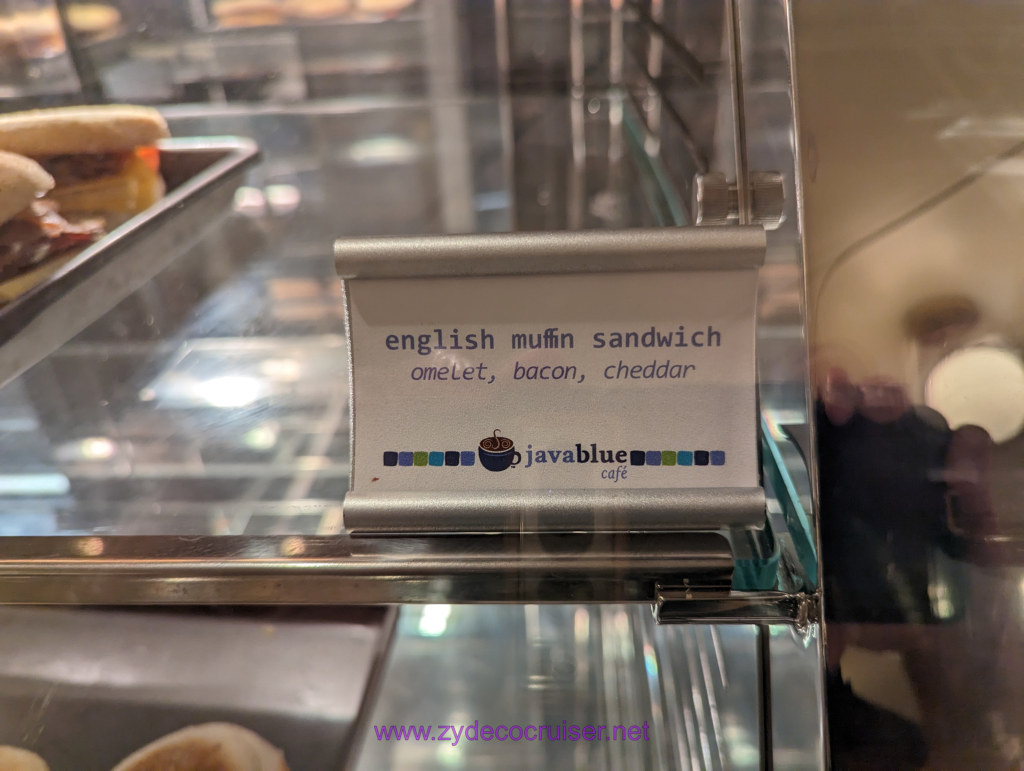 english muffin sandwich
omelet, bacon, cheddar
javablue
café
www.zydecocruiser.net